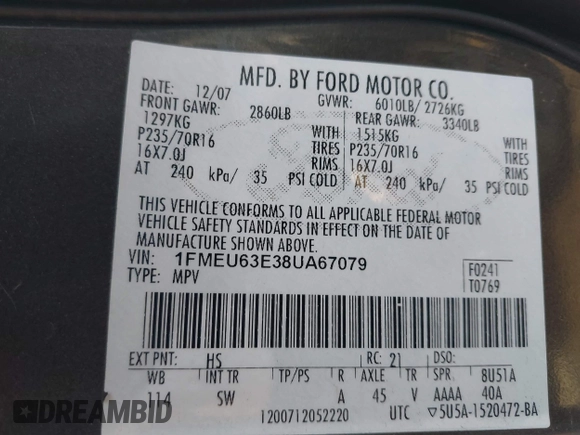 MFD. BY FORD MOTOR CO.
DATE: 12/07 GVWR: 6010LB/ 2726KG
FRONT GAWR: 2860LB REAR GAWR: 3340LB
1297KG WITH 1515KG WITH
P235/70R16 TIRES P235/70R16 TIRES
16X7.0J RIMS 16X7.0J RIMS
AT 240 kPa/ 35 PSI COLD AT 240 kPa/ 35 PSI COLD
THIS VEHICLE CONFORMS TO ALL APPLICABLE FEDERAL MOTOR
VEHICLE SAFETY STANDARDS IN EFFECT ON THE DATE OF
MANUFACTURE SHOWN ABOVE.
VIN: 1FMEU63E38UA67079 F0241
TYPE: MPV T0769
EXT PNT: HS RC: 21 DSO:
WB INT TR TP/PS R AXLE TR SPR 8U51A
114 SW A 45 V AAAA 40A
1200712052220 UTC ▽5U5A-1520472-BA